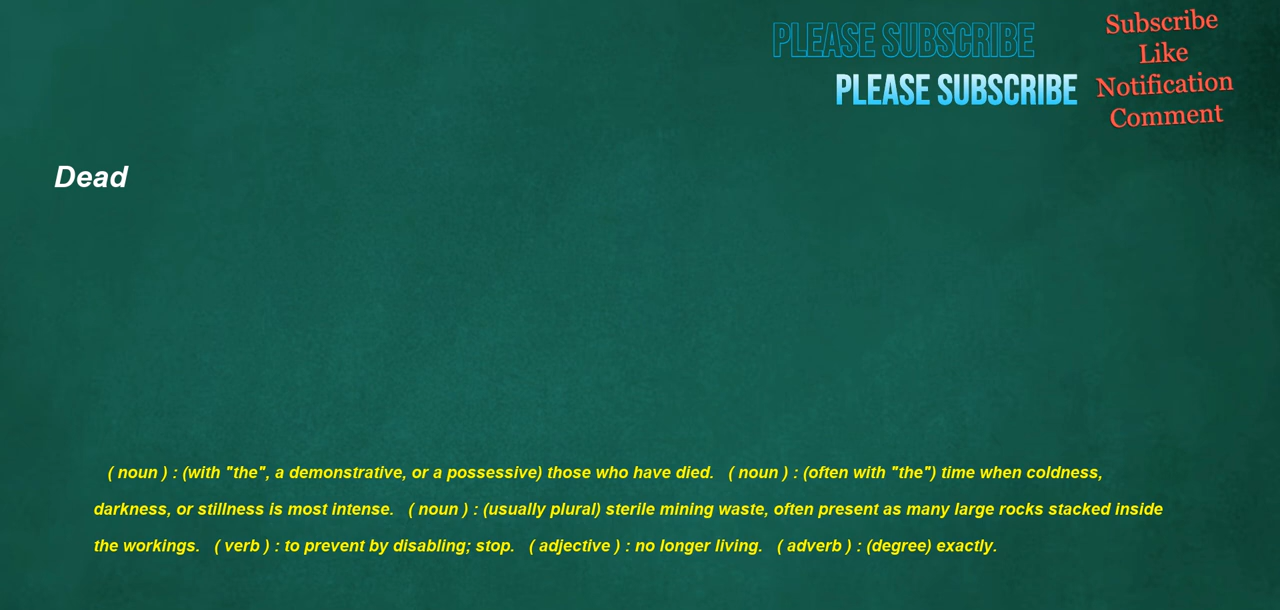 PLEASE SUBSCRIBE
PLEASE SUBSCRIBE
Subscribe
Like
Notification
Comment
Dead
( noun ) : (with "the", a demonstrative, or a possessive) those who have died. ( noun ) : (often with "the") time when coldness,
darkness, or stillness is most intense. ( noun ) : (usually plural) sterile mining waste, often present as many large rocks stacked inside
the workings. ( verb ) : to prevent by disabling; stop. ( adjective ) : no longer living. ( adverb ) : (degree) exactly.